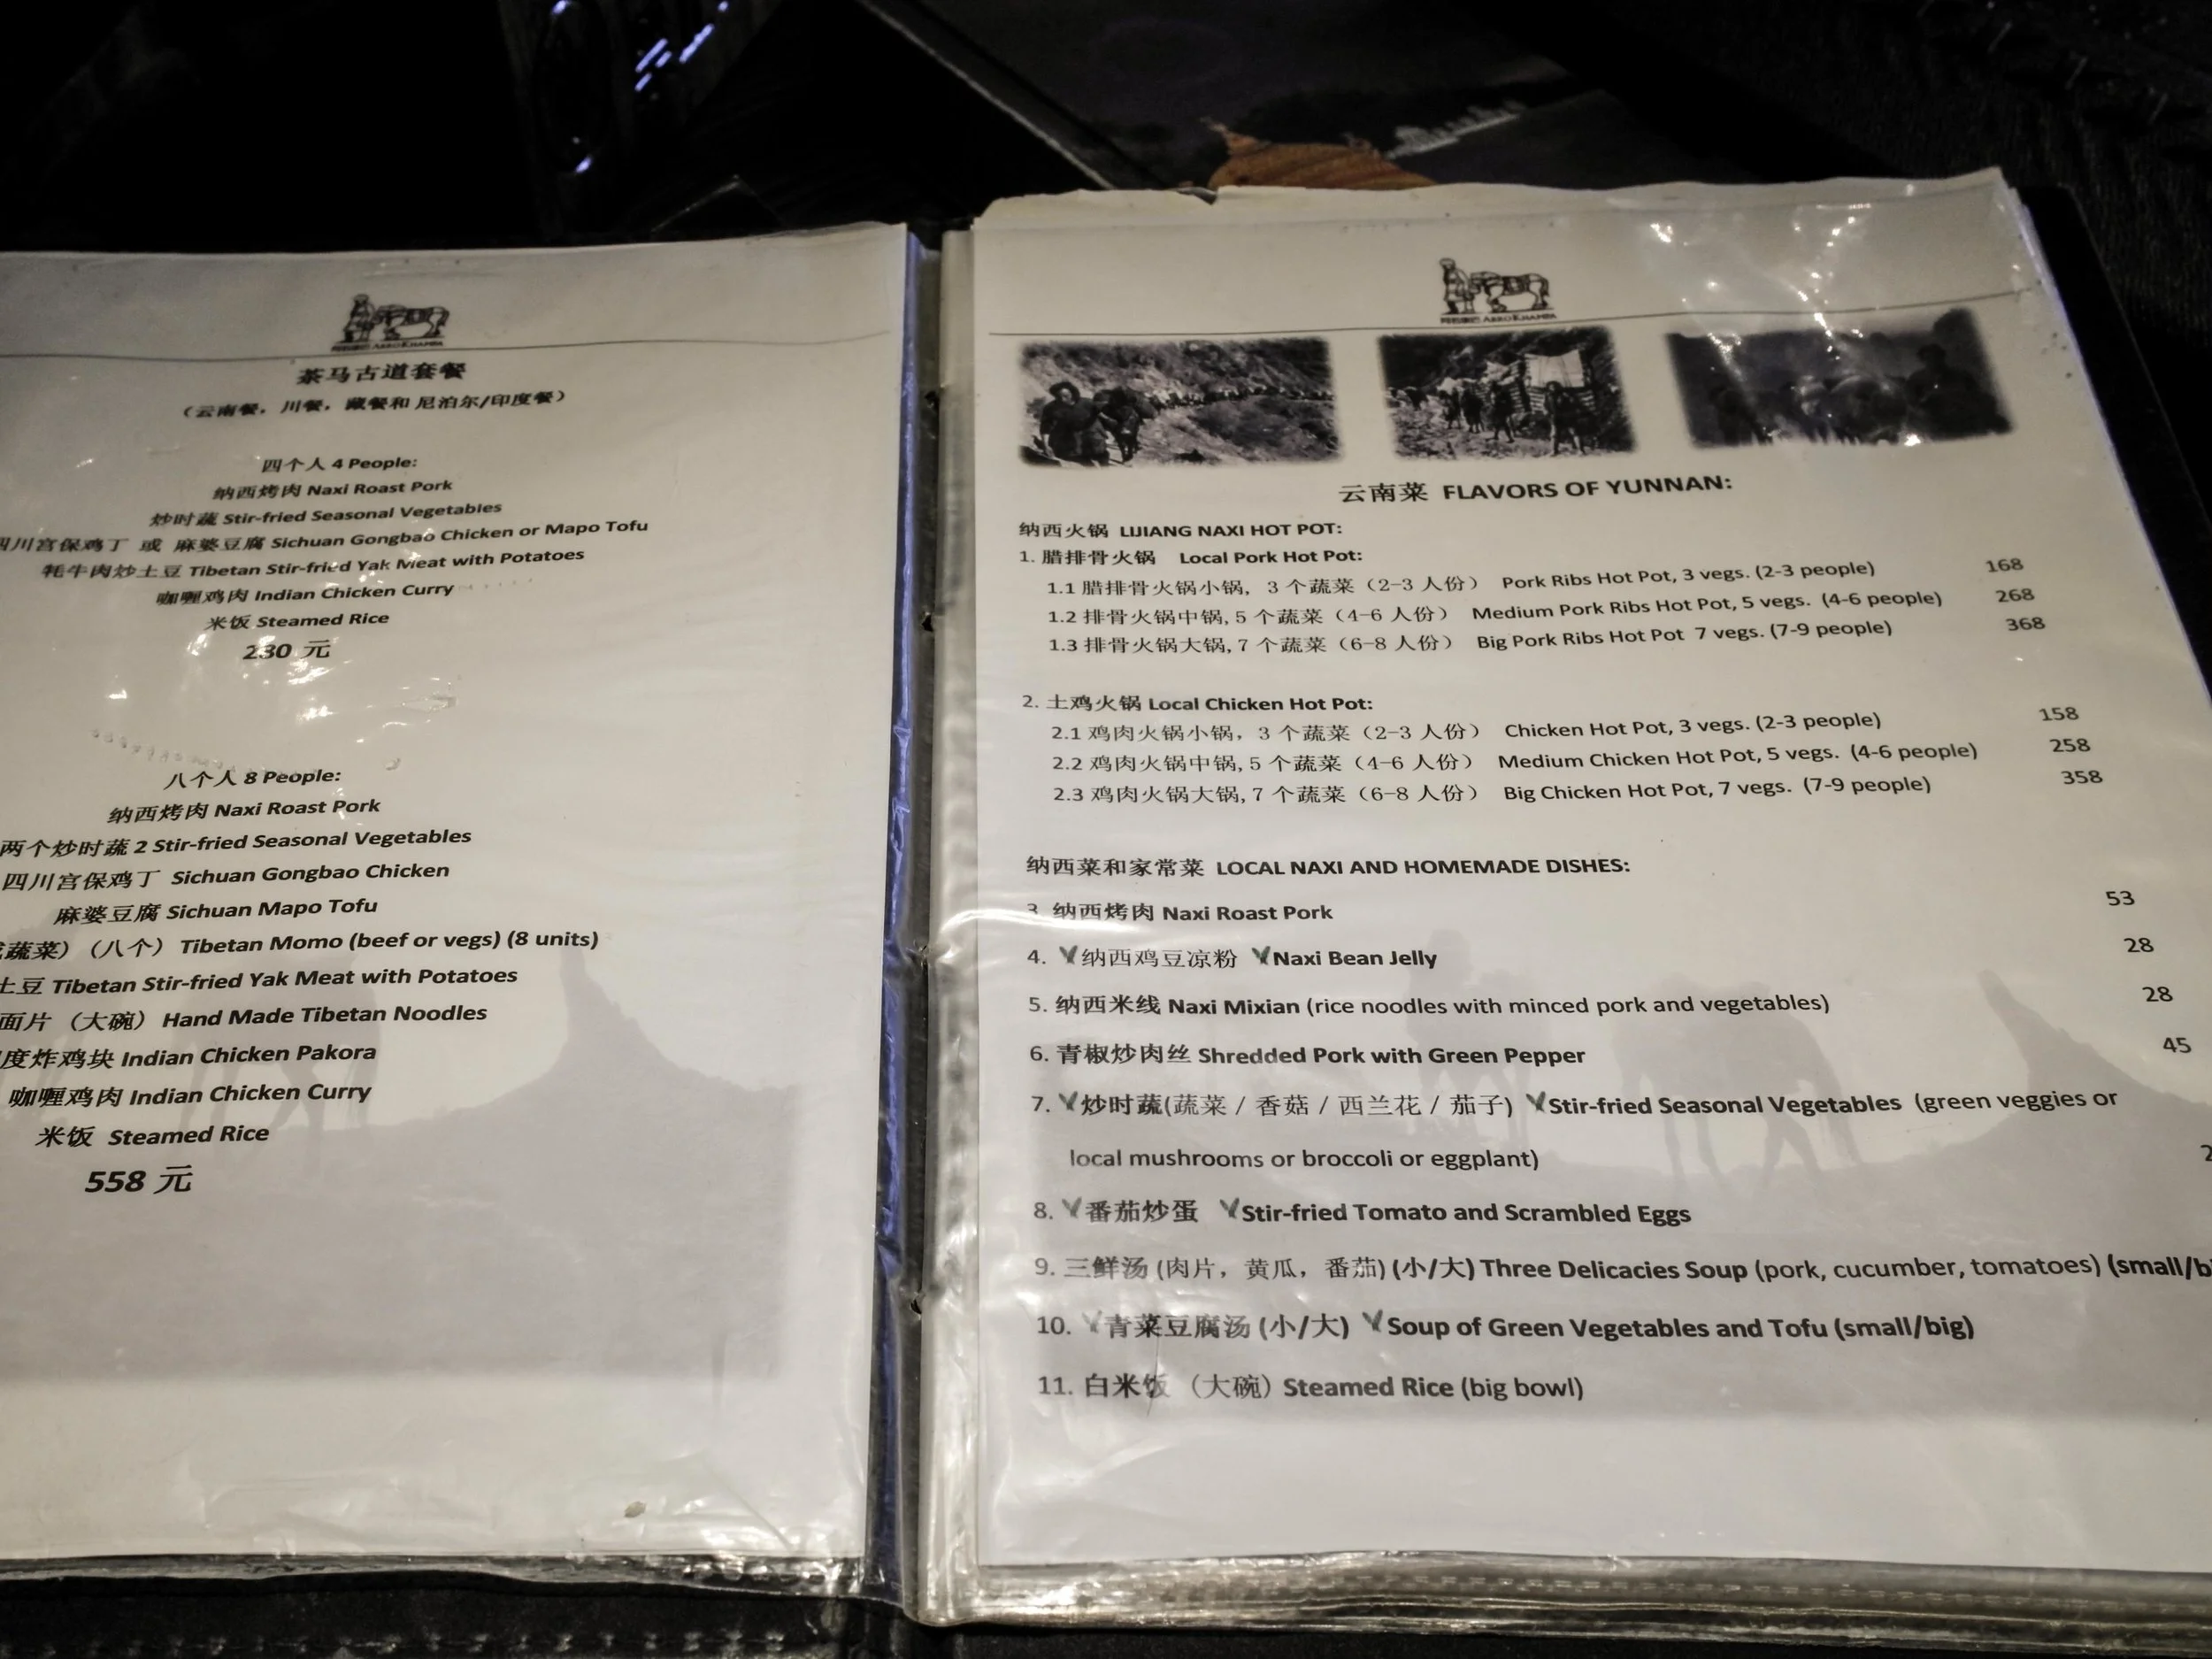 茶马古道套餐
（云南餐，川餐，藏餐和 尼泊尔/印度餐）
四个人 4 People:
纳西烤肉 Naxi Roast Pork
炒时蔬 Stir-fried Seasonal Vegetables
四川宫保鸡丁 或 麻婆豆腐 Sichuan Gongbao Chicken or Mapo Tofu
牦牛肉炒土豆 Tibetan Stir-fried Yak Meat with Potatoes
咖喱鸡肉 Indian Chicken Curry
米饭 Steamed Rice
元
八个人 8 People:
纳西烤肉 Naxi Roast Pork
两个炒时蔬 2 Stir-fried Seasonal Vegetables
四川宫保鸡丁 Sichuan Gongbao Chicken
麻婆豆腐 Sichuan Mapo Tofu
蔬菜）（八个） Tibetan Momo (beef or vegs) (8 units)
土豆 Tibetan Stir-fried Yak Meat with Potatoes
面片 （大碗） Hand Made Tibetan Noodles
度炸鸡块 Indian Chicken Pakora
咖喱鸡肉 Indian Chicken Curry
米饭 Steamed Rice
558 元
云南菜 FLAVORS OF YUNNAN:
纳西火锅 LIJIANG NAXI HOT POT:
1. 腊排骨火锅 Local Pork Hot Pot:
1.1 腊排骨火锅小锅, 3 个蔬菜（2-3 人份） Pork Ribs Hot Pot, 3 vegs. (2-3 people) 168
1.2 排骨火锅中锅, 5 个蔬菜（4-6 人份） Medium Pork Ribs Hot Pot, 5 vegs. (4-6 people) 268
1.3 排骨火锅大锅, 7 个蔬菜（6-8 人份） Big Pork Ribs Hot Pot 7 vegs. (7-9 people) 368
2. 土鸡火锅 Local Chicken Hot Pot:
2.1 鸡肉火锅小锅, 3 个蔬菜（2-3 人份） Chicken Hot Pot, 3 vegs. (2-3 people) 158
2.2 鸡肉火锅中锅, 5 个蔬菜（4-6 人份） Medium Chicken Hot Pot, 5 vegs. (4-6 people) 258
2.3 鸡肉火锅大锅, 7 个蔬菜（6-8 人份） Big Chicken Hot Pot, 7 vegs. (7-9 people) 358
纳西菜和家常菜 LOCAL NAXI AND HOMEMADE DISHES:
3. 纳西烤肉 Naxi Roast Pork 53
4. 纳西鸡豆凉粉 Naxi Bean Jelly 28
5. 纳西米线 Naxi Mixian (rice noodles with minced pork and vegetables) 28
6. 青椒炒肉丝 Shredded Pork with Green Pepper 45
7. 炒时蔬(蔬菜 / 香菇 / 西兰花 / 茄子) Stir-fried Seasonal Vegetables (green veggies or
local mushrooms or broccoli or eggplant) 2
8. 番茄炒蛋 Stir-fried Tomato and Scrambled Eggs
9. 三鲜汤 (肉片，黄瓜，番茄) (小/大) Three Delicacies Soup (pork, cucumber, tomatoes) (small/b
10. 青菜豆腐汤 (小/大) Soup of Green Vegetables and Tofu (small/big)
11. 白米饭 （大碗） Steamed Rice (big bowl)